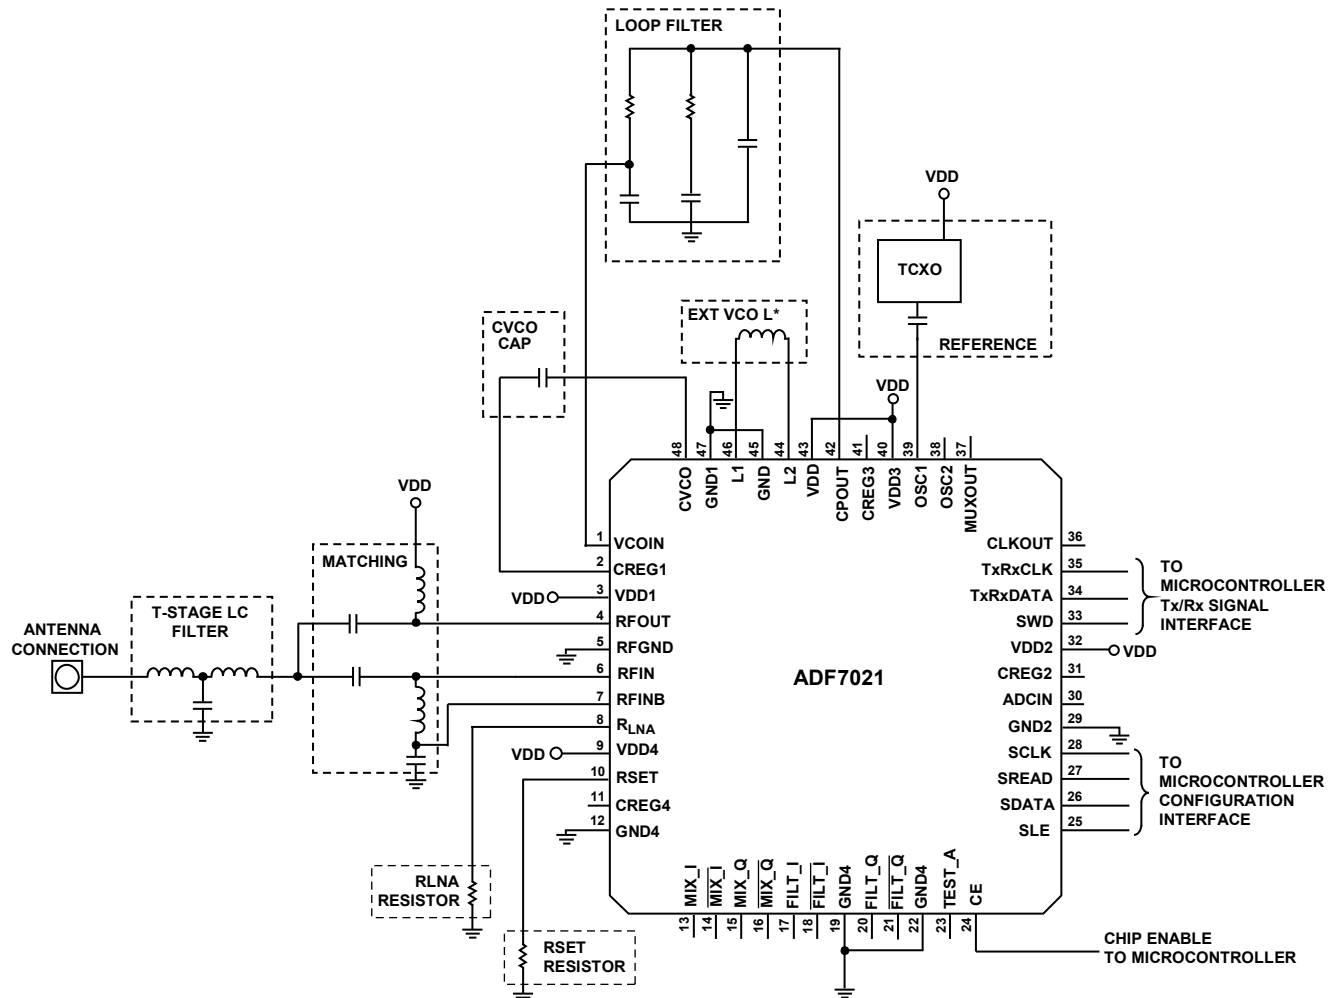 LOOP FILTER
VDD
TCXO
REFERENCE
EXT VCO L*
CVCO
CAP
VDD
48
47
46
45
44
43
42
41
40
39
38
37
CVCO
GND1
L1
GND
L2
VDD
CPOUT
CREG3
VDD3
OSC1
OSC2
MUXOUT
VDD
MATCHING
T-STAGE LC
FILTER
ANTENNA
CONNECTION
1 VCOIN
2 CREG1
VDD 3 VDD1
4 RFOUT
5 RFGND
6 RFIN
7 RFINB
8 RLNA
VDD 9 VDD4
10 RSET
11 CREG4
12 GND4
ADF7021
CLKOUT 36
TxRxCLK 35
TxRxDATA 34
SWD 33
VDD2 32 VDD
CREG2 31
ADCIN 30
GND2 29
SCLK 28
SREAD 27
SDATA 26
SLE 25
TO
MICROCONTROLLER
Tx/Rx SIGNAL
INTERFACE
TO
MICROCONTROLLER
CONFIGURATION
INTERFACE
MIX_I
MIX_I
MIX_Q
MIX_Q
FILT_I
FILT_I
GND4
FILT_Q
FILT_Q
GND4
TEST_A
CE
13
14
15
16
17
18
19
20
21
22
23
24
RLNA
RESISTOR
RSET
RESISTOR
CHIP ENABLE
TO MICROCONTROLLER